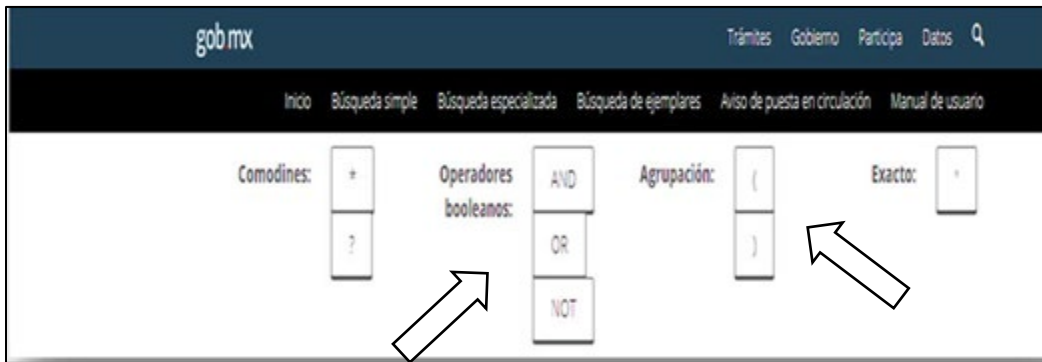 gob.mx Trámites Gobierno Participa Datos
Inicio Búsqueda simple Búsqueda especializada Búsqueda de ejemplares Aviso de puesta en circulación Manual de usuario
Comodines: * Operadores booleanos: AND Agrupación: ( Exacto: "
? OR )
NOT